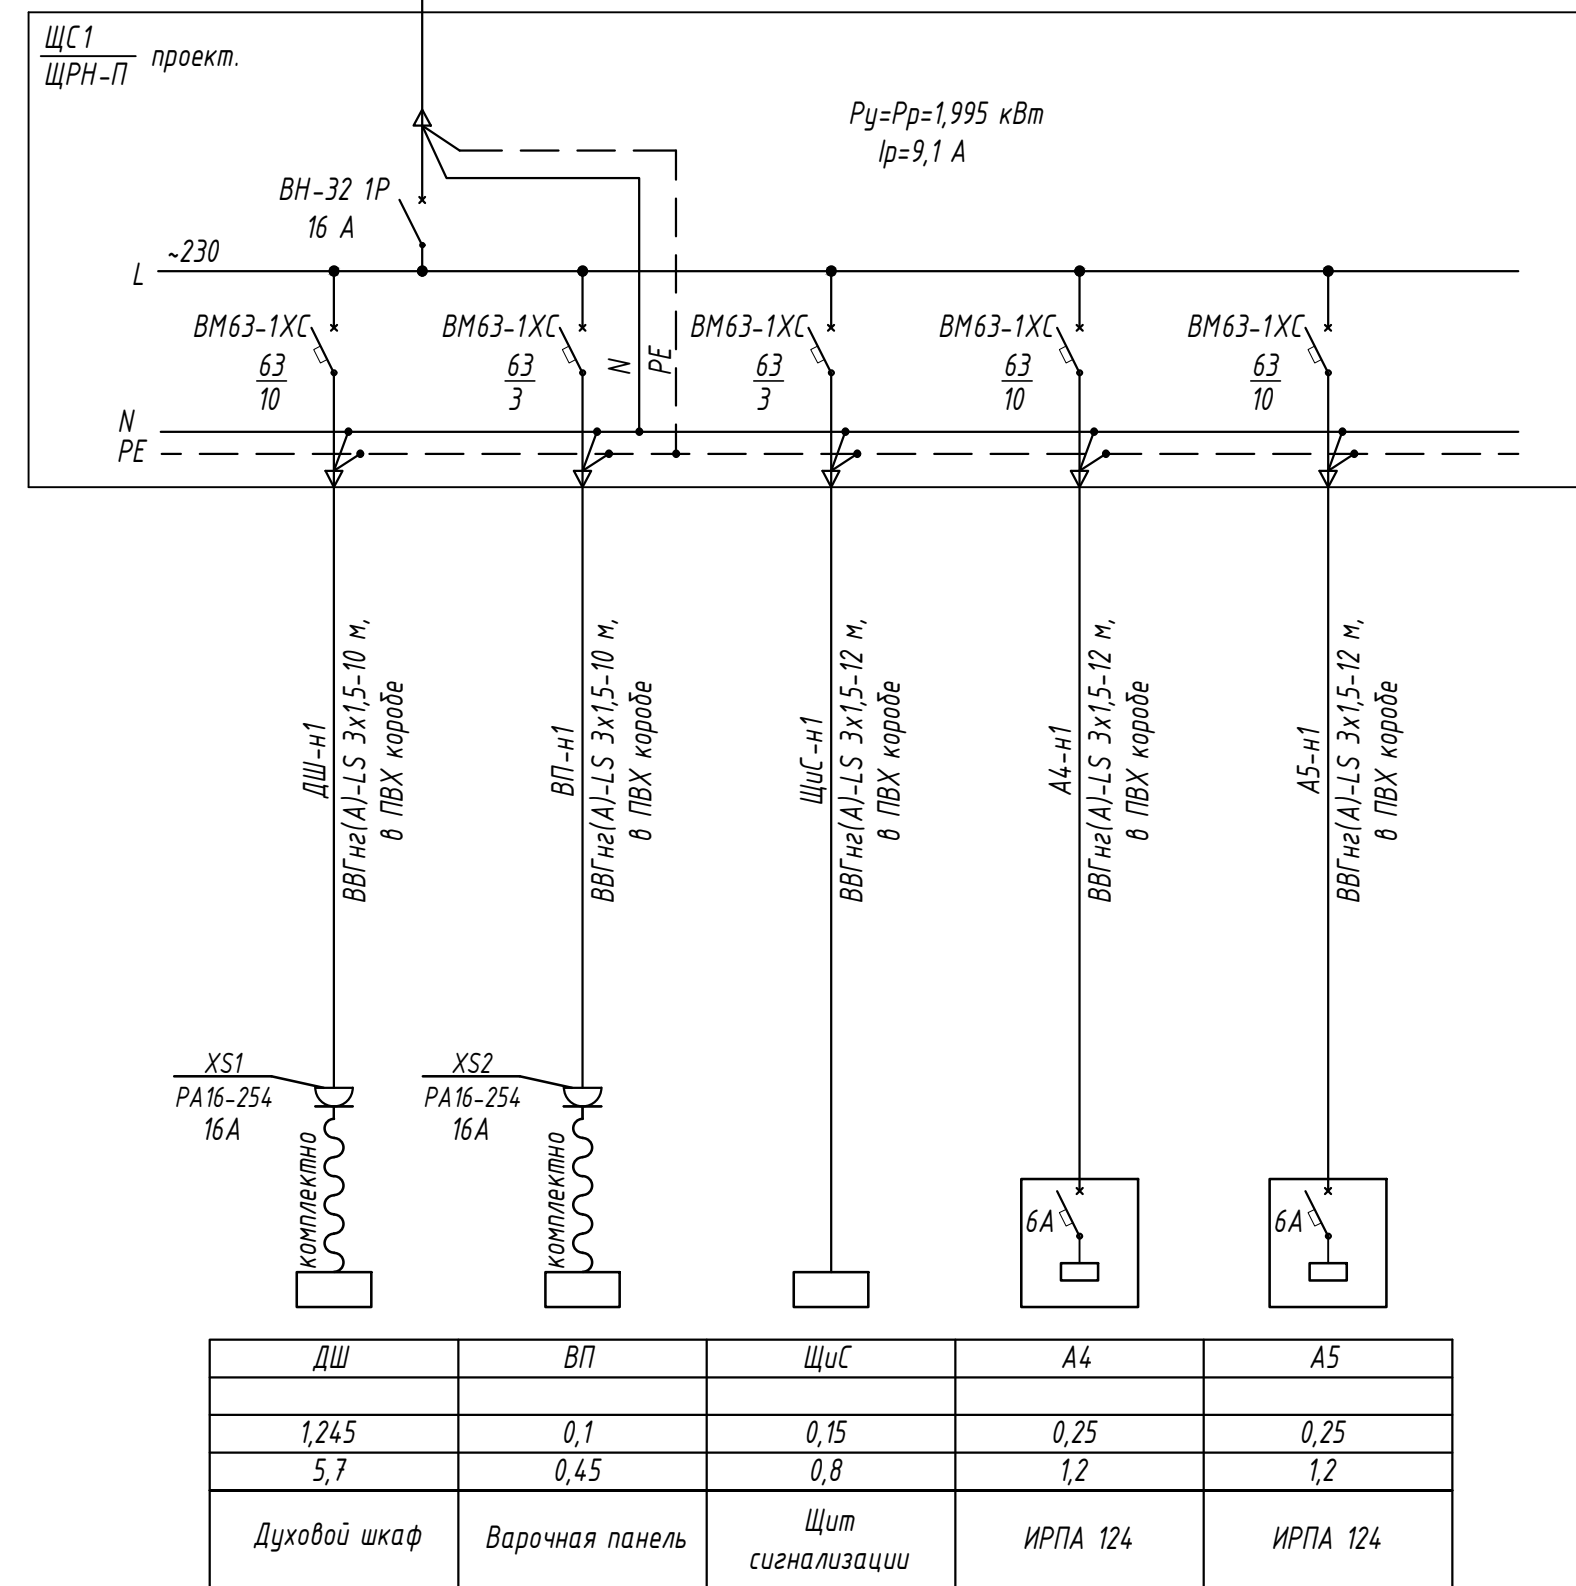 ЩС1
ЩРН-П проект.
Ру=Рр=1,995 кВт
Iр=9,1 А
ВН-32 1Р
16 А
~230
L
ВМ63-1ХС
63
10
ВМ63-1ХС
63
3
N
PE
ВМ63-1ХС
63
3
ВМ63-1ХС
63
10
ВМ63-1ХС
63
10
N
PE
ДШ-н1
ВВГнг(А)-LS 3х1,5-10 м,
в ПВХ коробе
ВП-н1
ВВГнг(А)-LS 3х1,5-10 м,
в ПВХ коробе
ЩиС-н1
ВВГнг(А)-LS 3х1,5-12 м,
в ПВХ коробе
А4-н1
ВВГнг(А)-LS 3х1,5-12 м,
в ПВХ коробе
А5-н1
ВВГнг(А)-LS 3х1,5-12 м,
в ПВХ коробе
XS1
РА16-254
16А
комплектно
XS2
РА16-254
16А
комплектно
6А
6А
ДШ ВП ЩиС А4 А5
1,245 0,1 0,15 0,25 0,25
5,7 0,45 0,8 1,2 1,2
Духовой шкаф
Варочная панель
Щит
сигнализации
ИРПА 124
ИРПА 124